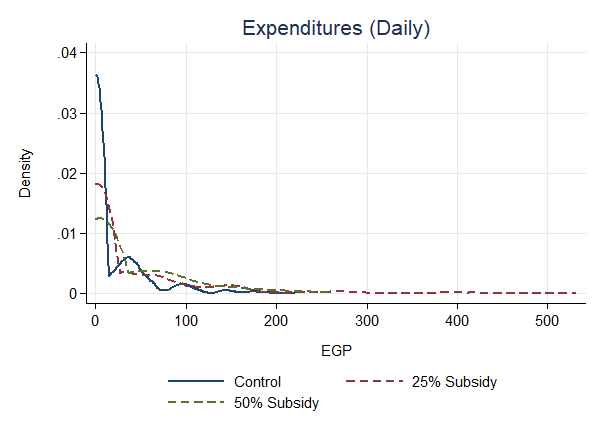 Expenditures (Daily)
.04
.03
.02
.01
0
Density
0 100 200 300 400 500
EGP
Control 25% Subsidy
50% Subsidy